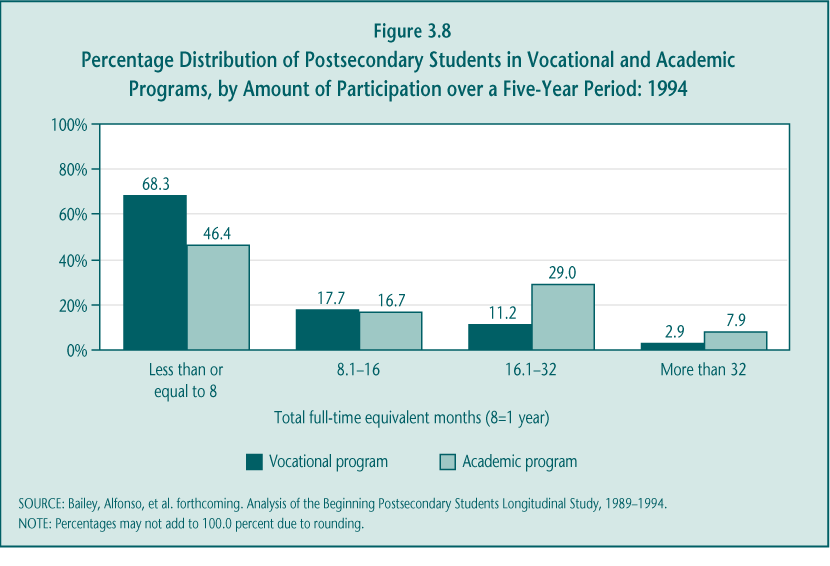 Figure 3.8
Percentage Distribution of Postsecondary Students in Vocational and Academic
Programs, by Amount of Participation over a Five-Year Period: 1994
100%
80%
60%
40%
20%
0%
68.3
46.4
17.7
16.7
11.2
29.0
2.9
7.9
Less than or
equal to 8
8.1–16
16.1–32
More than 32
Total full-time equivalent months (8=1 year)
Vocational program
Academic program
SOURCE: Bailey, Alfonso, et al. forthcoming. Analysis of the Beginning Postsecondary Students Longitudinal Study, 1989–1994.
NOTE: Percentages may not add to 100.0 percent due to rounding.